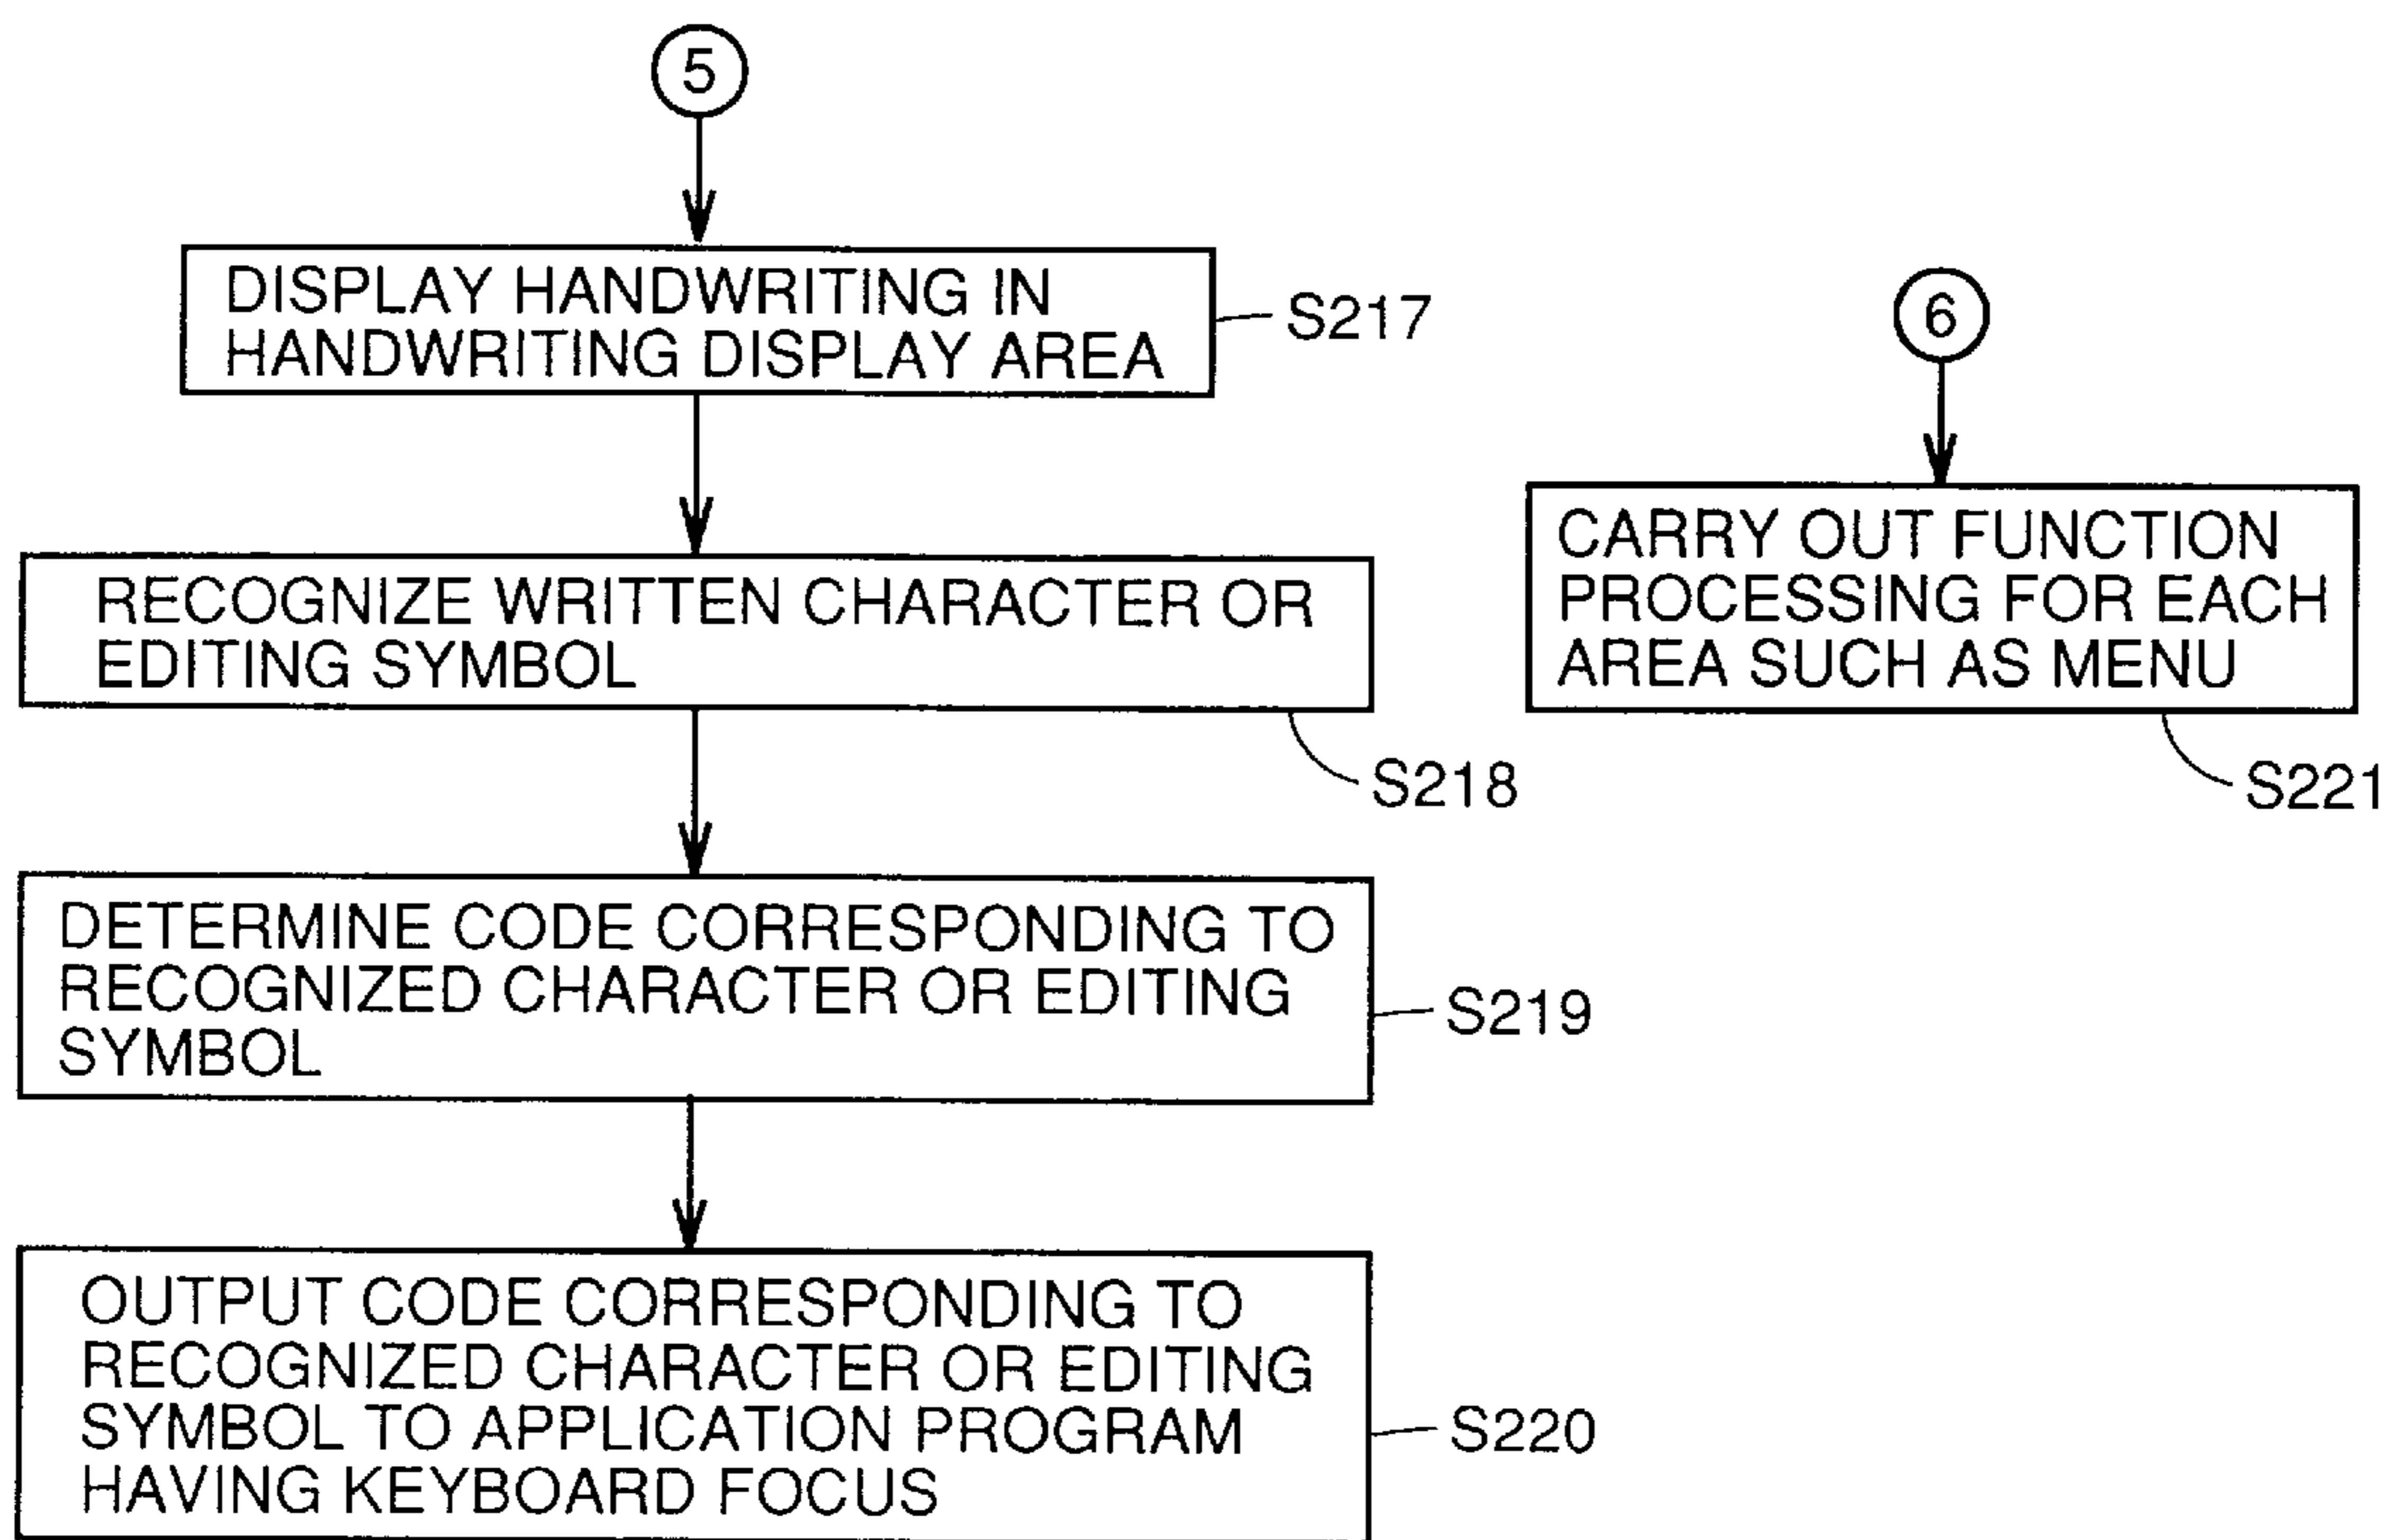 5
DISPLAY HANDWRITING IN
HANDWRITING DISPLAY AREA
S217
RECOGNIZE WRITTEN CHARACTER OR
EDITING SYMBOL
S218
DETERMINE CODE CORRESPONDING TO
RECOGNIZED CHARACTER OR EDITING
SYMBOL
S219
OUTPUT CODE CORRESPONDING TO
RECOGNIZED CHARACTER OR EDITING
SYMBOL TO APPLICATION PROGRAM
HAVING KEYBOARD FOCUS
S220
6
CARRY OUT FUNCTION
PROCESSING FOR EACH
AREA SUCH AS MENU
S221